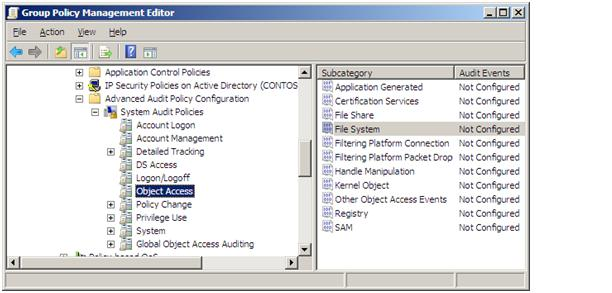 Group Policy Management Editor
File Action View Help
Application Control Policies
IP Security Policies on Active Directory (CONTOS
Advanced Audit Policy Configuration
System Audit Policies
Account Logon
Account Management
Detailed Tracking
DS Access
Logon/Logoff
Object Access
Policy Change
Privilege Use
System
Global Object Access Auditing
Policy-based QoS
Subcategory Audit Events
Application Generated Not Configured
Certification Services Not Configured
File Share Not Configured
File System Not Configured
Filtering Platform Connection Not Configured
Filtering Platform Packet Drop Not Configured
Handle Manipulation Not Configured
Kernel Object Not Configured
Other Object Access Events Not Configured
Registry Not Configured
SAM Not Configured